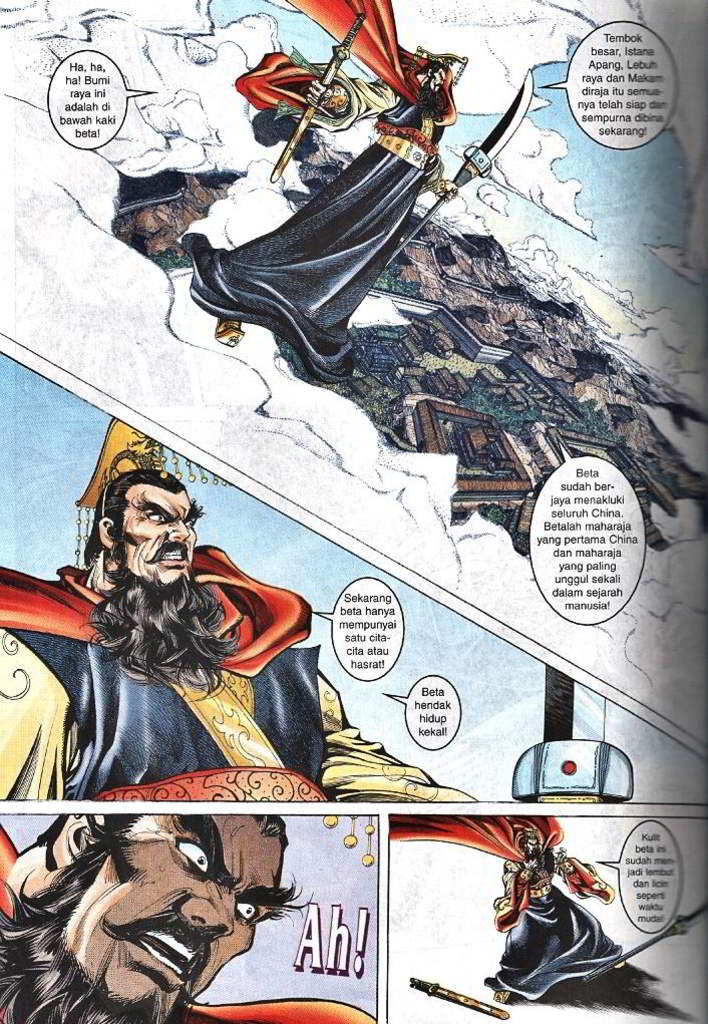 Ha, ha,
ha! Bumi
raya ini
adalah di
bawah kaki
beta!
Tembok
besar, Istana
Apang, Lebuh
raya dan Makam
diraja itu semua-
nya telah siap dan
sempurna dibina
sekarang!
Beta
sudah ber-
jaya menakluki
seluruh China.
Betalah maharaja
yang pertama China
dan maharaja
yang paling
unggul sekali
dalam sejarah
manusia!
Sekarang
beta hanya
mempunyai
satu cita-
cita atau
hasrat!
Beta
hendak
hidup
kekal!
Ah!
Kulit
beta ini
sudah men-
jadi lembut
dan licin
seperti
waktu
muda!